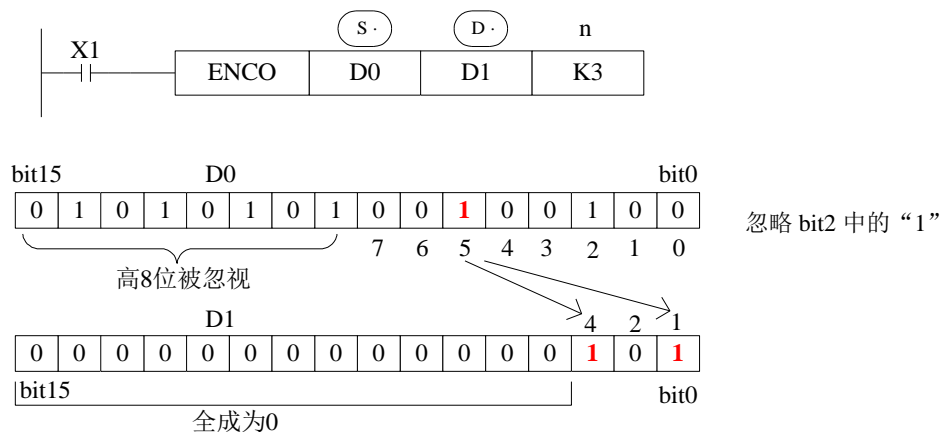 S· D· n
X1
ENCO D0 D1 K3
bit15 D0 bit0
0 1 0 1 0 1 0 1 0 0 1 0 0 1 0 0
忽略 bit2 中的“1”
7 6 5 4 3 2 1 0
高8位被忽视
D1 4 2 1
0 0 0 0 0 0 0 0 0 0 0 0 0 1 0 1
bit15 bit0
全成为0